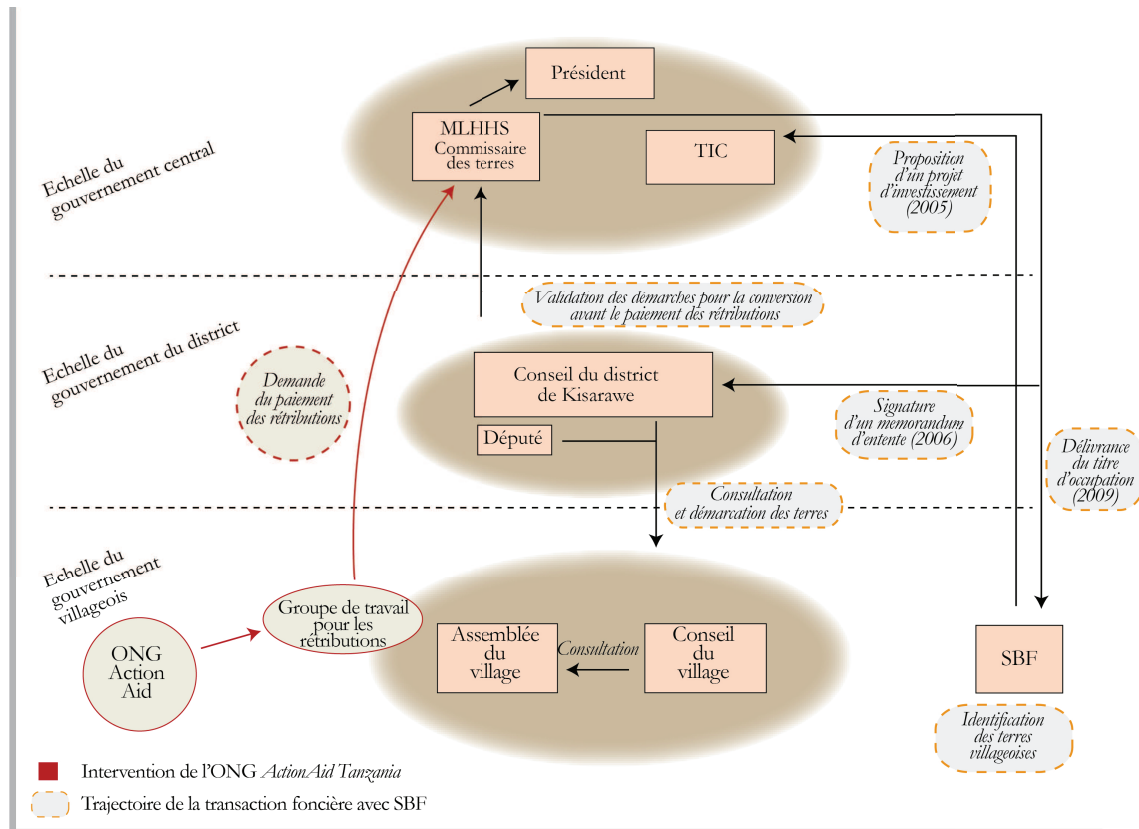 Président
MLHHS
Commissaire
des terres
TIC
Echelle du
gouvernement central
Proposition
d'un projet
d'investissement
(2005)
Validation des démarches pour la conversion
avant le paiement des rétributions
Echelle du
gouvernement du district
Demande
du paiement
des rétributions
Conseil du district
de Kisarawe
Député
Signature
d'un memorandum
d'entente (2006)
Délivrance
du titre
d'occupation
(2009)
Consultation
et démarcation des terres
Echelle du
gouvernement
villageois
Groupe de travail
pour les
rétributions
ONG
Action
Aid
Assemblée
du
village
Consultation
Conseil
du
village
SBF
Identification
des terres
villageoises
Intervention de l'ONG ActionAid Tanzania
Trajectoire de la transaction foncière avec SBF